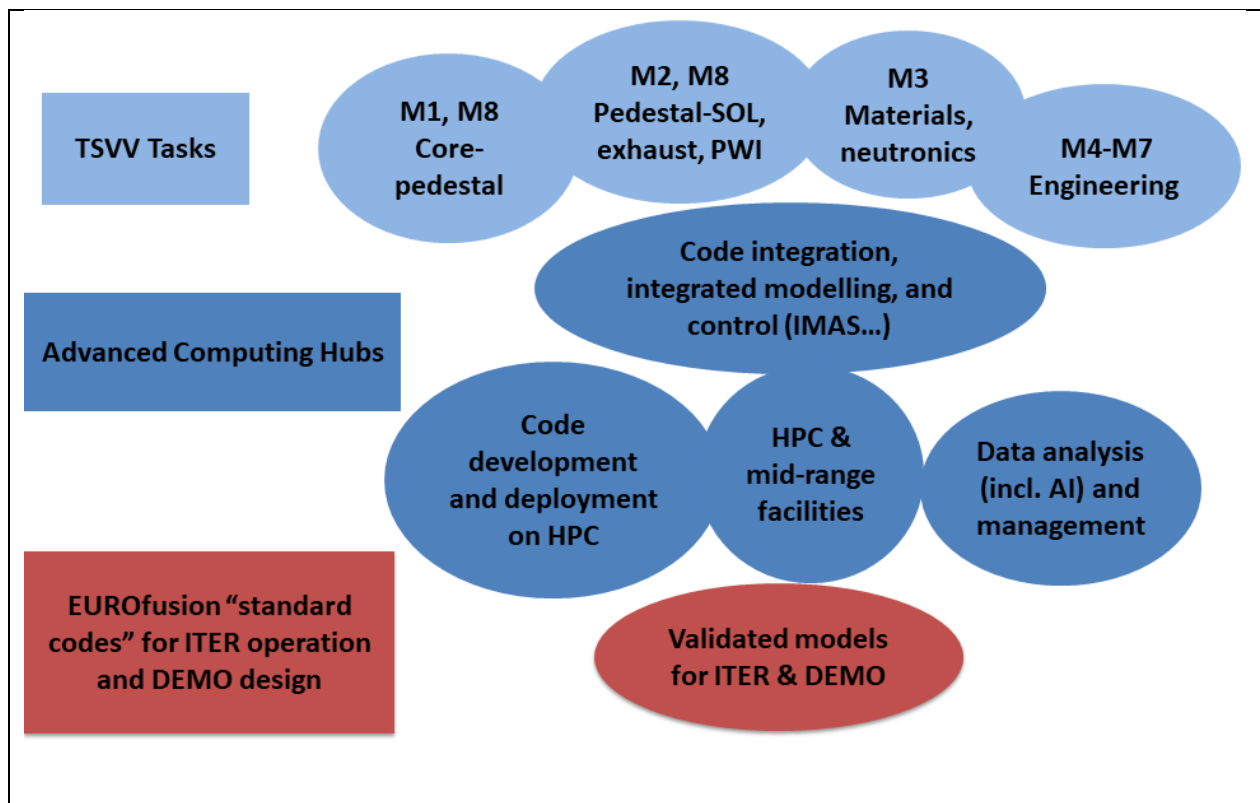 TSVV Tasks
M1, M8
Core-
pedestal
M2, M8
Pedestal-SOL,
exhaust, PWI
M3
Materials,
neutronics
M4-M7
Engineering
Advanced Computing Hubs
Code integration,
integrated modelling, and
control (IMAS...)
Code
development
and deployment
on HPC
HPC &
mid-range
facilities
Data analysis
(incl. AI) and
management
EUROfusion “standard
codes” for ITER operation
and DEMO design
Validated models
for ITER & DEMO